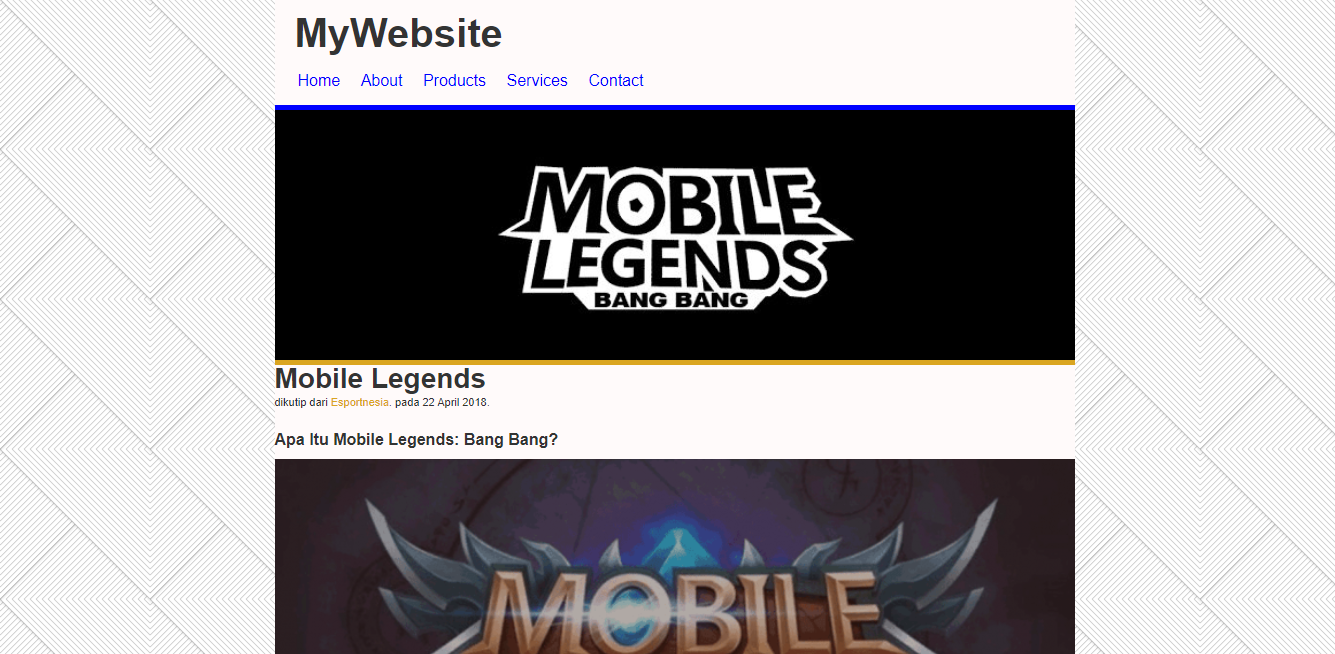 MyWebsite
Home About Products Services Contact
MOBILE
LEGENDS
BANG BANG
Mobile Legends
dikutip dari Esportnesia. pada 22 April 2018.
Apa Itu Mobile Legends: Bang Bang?
MOBILE